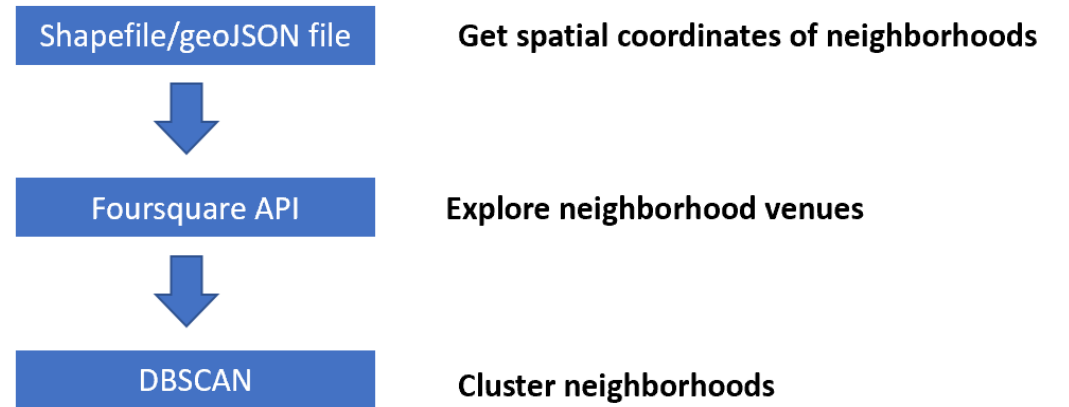 Shapefile/geoJSON file
Get spatial coordinates of neighborhoods
Foursquare API
Explore neighborhood venues
DBSCAN
Cluster neighborhoods